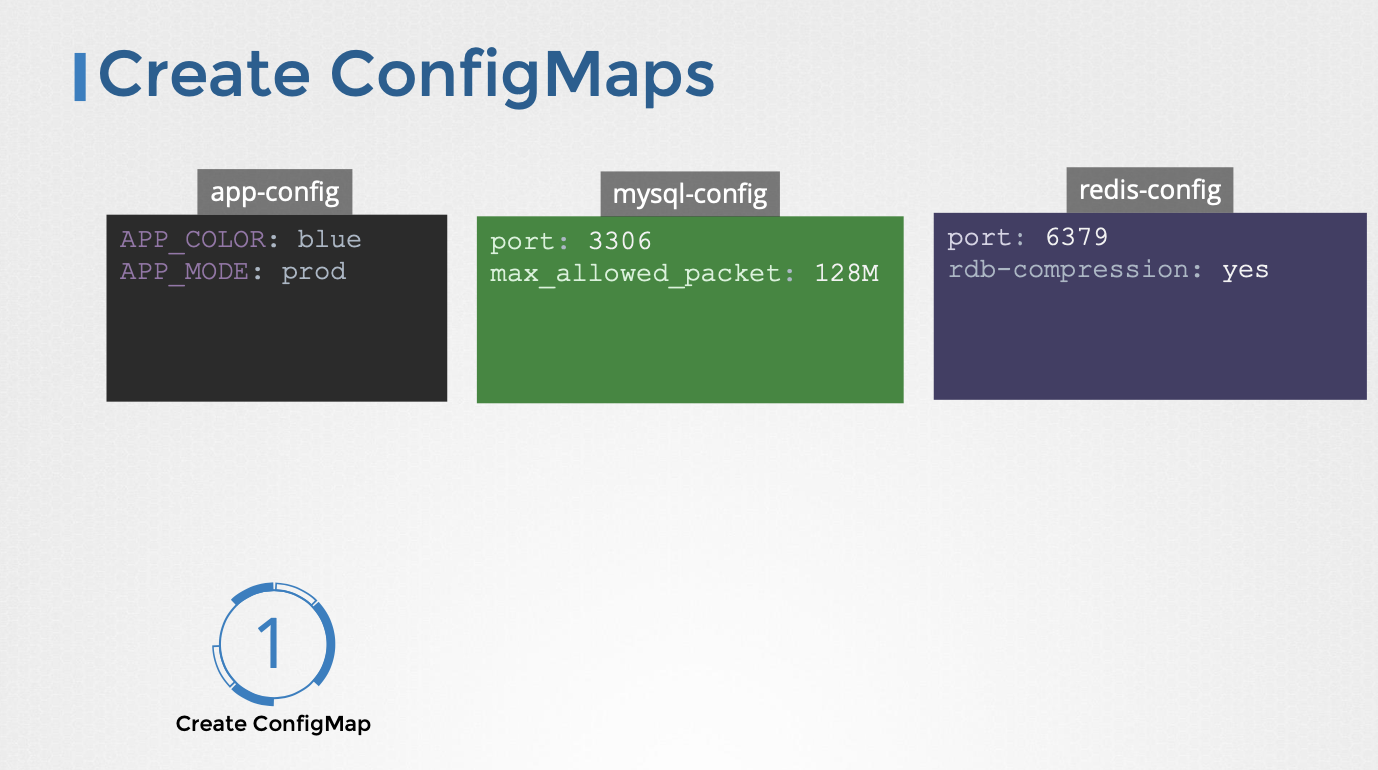 Create ConfigMaps
app-config
APP_COLOR: blue
APP_MODE: prod
mysql-config
port: 3306
max_allowed_packet: 128M
redis-config
port: 6379
rdb-compression: yes
1
Create ConfigMap